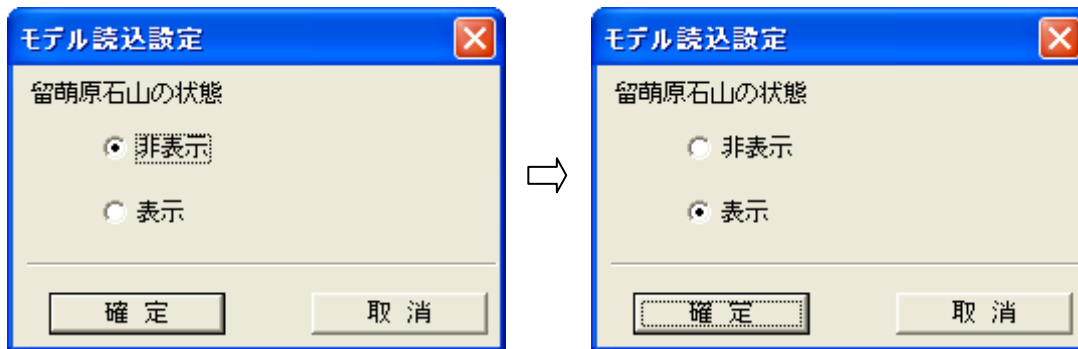 モデル読込設定
留萌原石山の状態
非表示
表示
確 定
取 消
モデル読込設定
留萌原石山の状態
非表示
表示
確 定
取 消